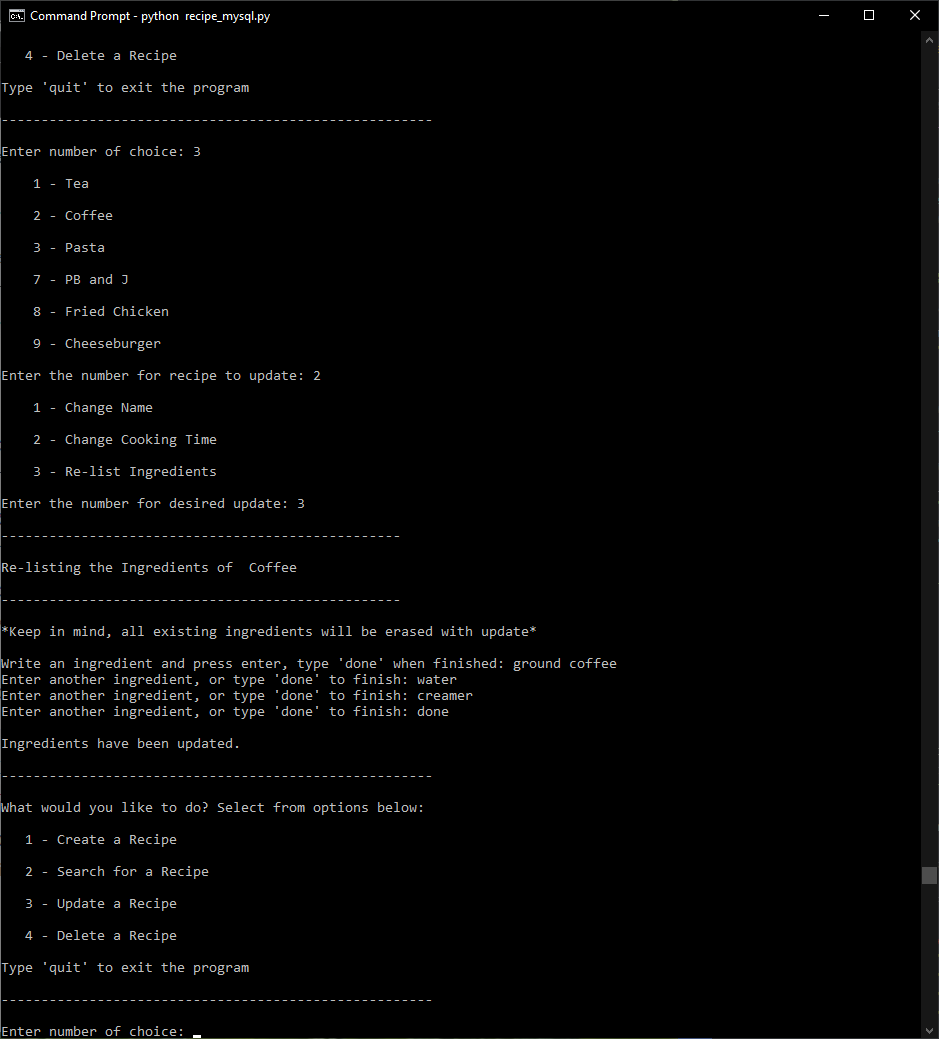 Command Prompt - python  recipe_mysql.py
4 - Delete a Recipe
Type 'quit' to exit the program
------------------------------------------------------
Enter number of choice: 3
1 - Tea
2 - Coffee
3 - Pasta
7 - PB and J
8 - Fried Chicken
9 - Cheeseburger
Enter the number for recipe to update: 2
1 - Change Name
2 - Change Cooking Time
3 - Re-list Ingredients
Enter the number for desired update: 3
--------------------------------------------------
Re-listing the Ingredients of  Coffee
--------------------------------------------------
*Keep in mind, all existing ingredients will be erased with update*
Write an ingredient and press enter, type 'done' when finished: ground coffee
Enter another ingredient, or type 'done' to finish: water
Enter another ingredient, or type 'done' to finish: creamer
Enter another ingredient, or type 'done' to finish: done
Ingredients have been updated.
------------------------------------------------------
What would you like to do? Select from options below:
1 - Create a Recipe
2 - Search for a Recipe
3 - Update a Recipe
4 - Delete a Recipe
Type 'quit' to exit the program
------------------------------------------------------
Enter number of choice: